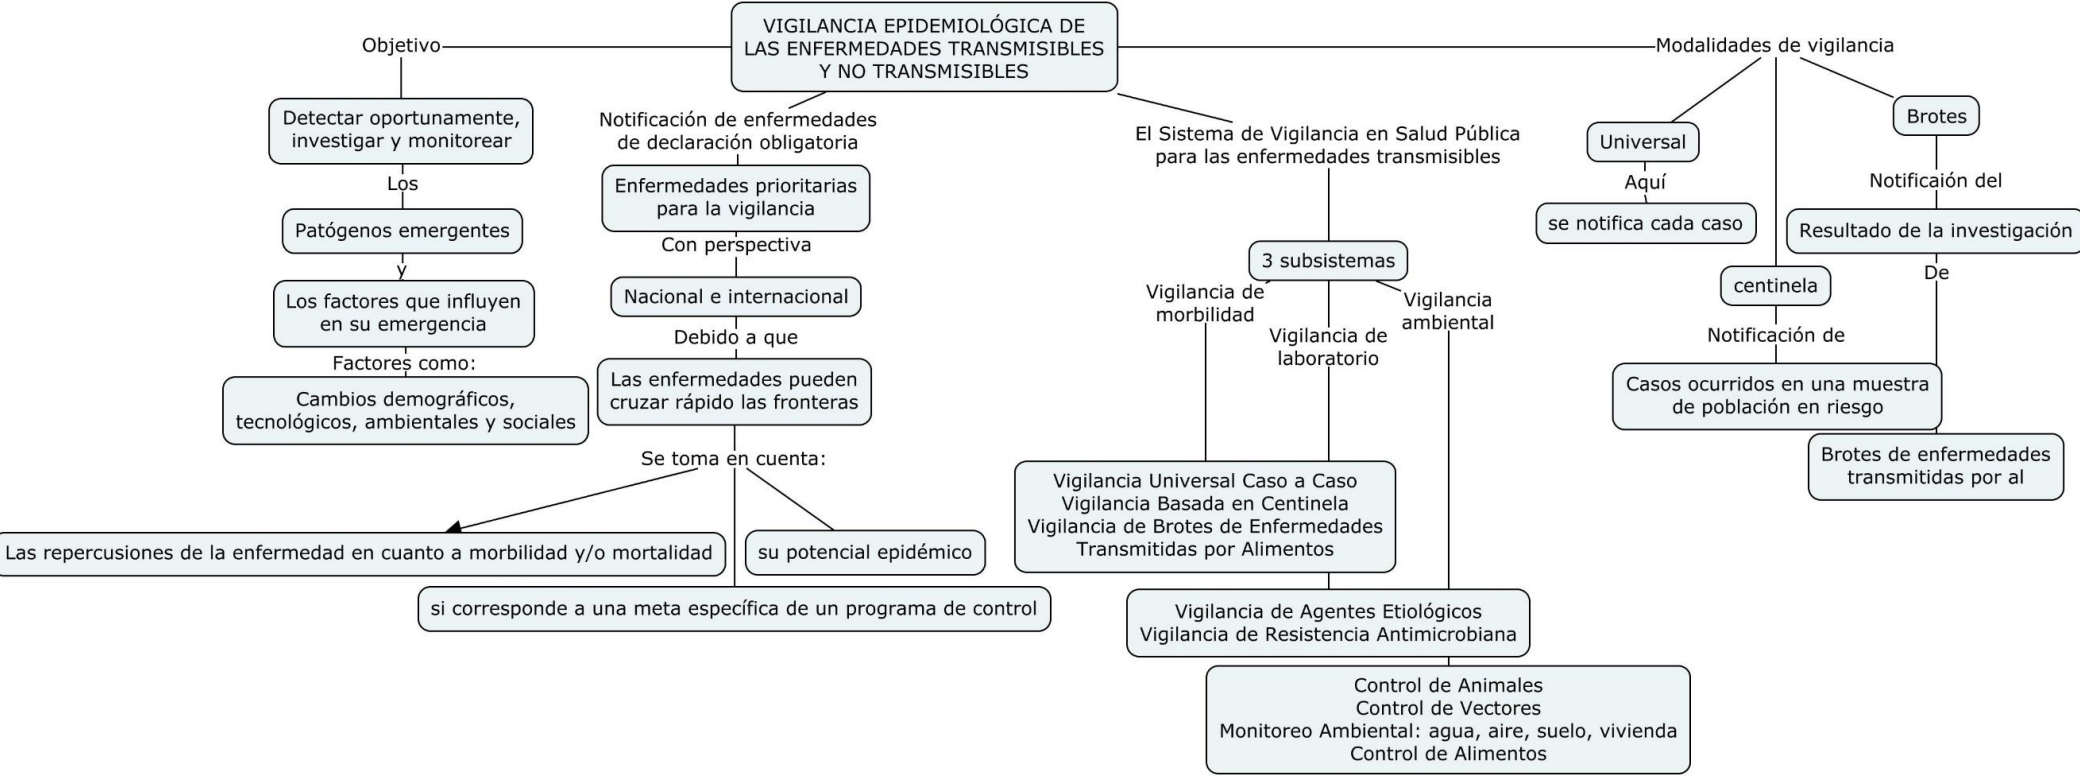 VIGILANCIA EPIDEMIOLÓGICA DE
LAS ENFERMEDADES TRANSMISIBLES
Y NO TRANSMISIBLES
Objetivo
Detectar oportunamente,
investigar y monitorear
Los
Patógenos emergentes
y
Los factores que influyen
en su emergencia
Factores como:
Cambios demográficos,
tecnológicos, ambientales y sociales
Notificación de enfermedades
de declaración obligatoria
Enfermedades prioritarias
para la vigilancia
Con perspectiva
Nacional e internacional
Debido a que
Las enfermedades pueden
cruzar rápido las fronteras
Se toma en cuenta:
Las repercusiones de la enfermedad en cuanto a morbilidad y/o mortalidad
su potencial epidémico
si corresponde a una meta específica de un programa de control
El Sistema de Vigilancia en Salud Pública
para las enfermedades transmisibles
3 subsistemas
Vigilancia de
morbilidad
Vigilancia de
laboratorio
Vigilancia
ambiental
Vigilancia Universal Caso a Caso
Vigilancia Basada en Centinela
Vigilancia de Brotes de Enfermedades
Transmitidas por Alimentos
Vigilancia de Agentes Etiológicos
Vigilancia de Resistencia Antimicrobiana
Control de Animales
Control de Vectores
Monitoreo Ambiental: agua, aire, suelo, vivienda
Control de Alimentos
Modalidades de vigilancia
Universal
Aquí
se notifica cada caso
centinela
Notificación de
Casos ocurridos en una muestra
de población en riesgo
Brotes
Notificaión del
Resultado de la investigación
De
Brotes de enfermedades
transmitidas por al